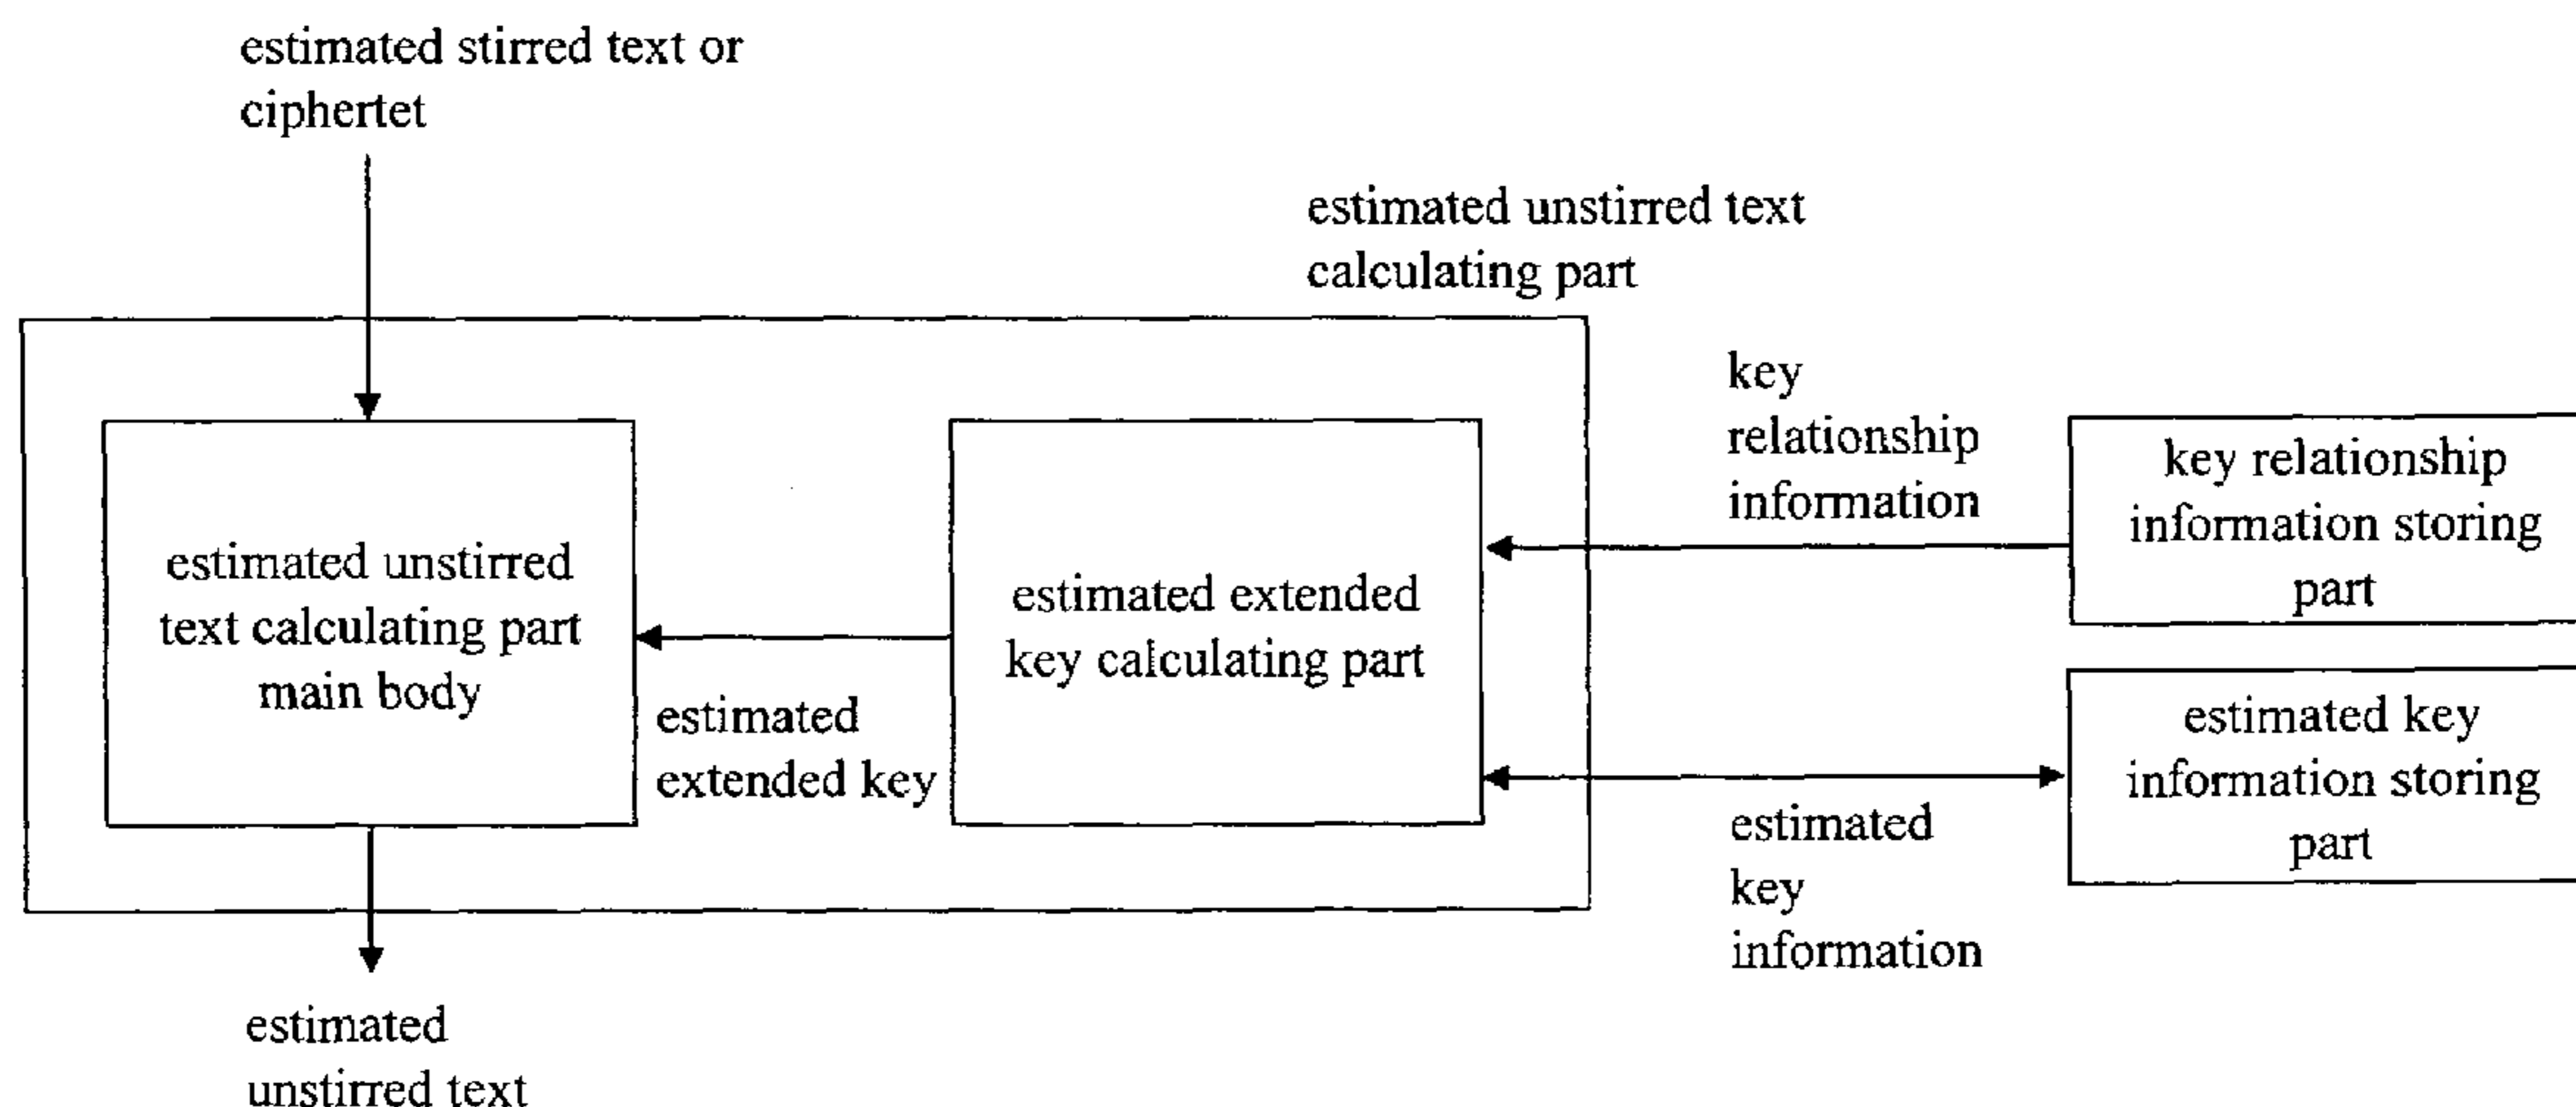 estimated stirred text or
ciphertet
estimated unstirred text
calculating part
key
relationship
information
key relationship
information storing
part
estimated unstirred
text calculating part
main body
estimated extended
key calculating part
estimated
extended key
estimated key
information storing
part
estimated
key
information
estimated
unstirred text